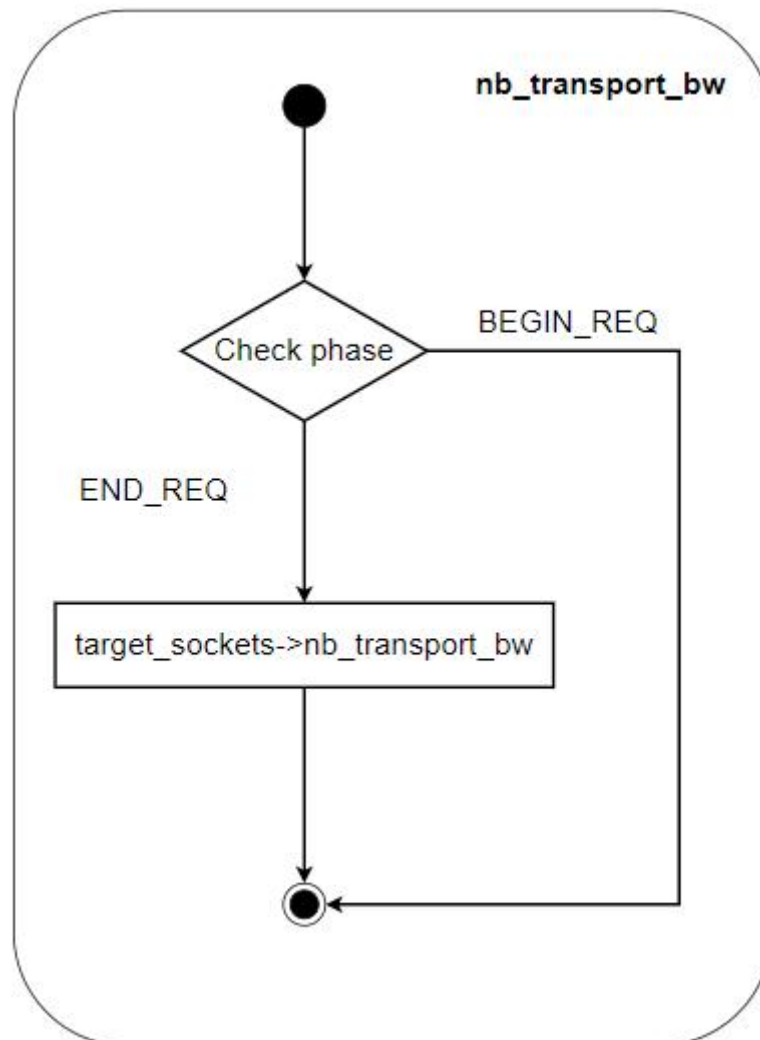 nb_transport_bw
Check phase
BEGIN_REQ
END_REQ
target_sockets->nb_transport_bw